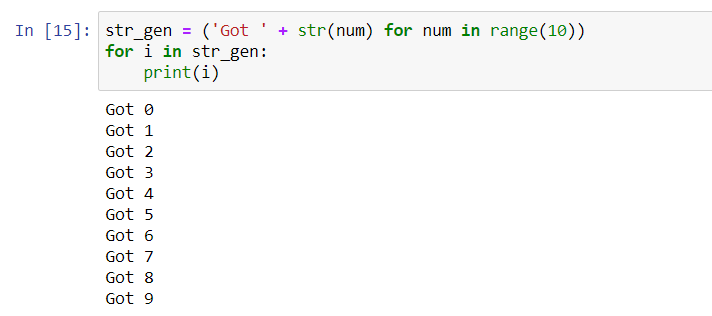 In [15]: str_gen = ('Got ' + str(num) for num in range(10))
for i in str_gen:
    print(i)
Got 0
Got 1
Got 2
Got 3
Got 4
Got 5
Got 6
Got 7
Got 8
Got 9